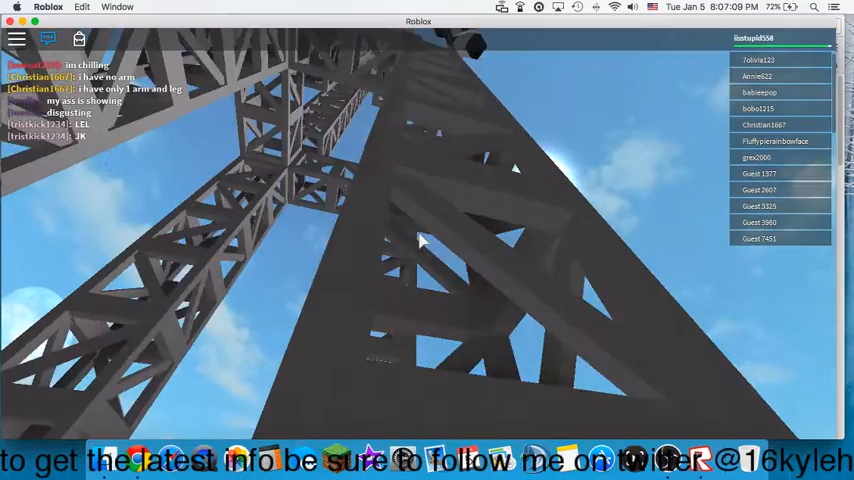 Roblox Edit Window
Tue Jan 5 8:07:09 PM
72%
Roblox
iisstupid558
im chilling
[Christian1667]: i have no arm
[Christian1667]: i have only 1 arm and leg
my ass is showing
disgusting
[tristkick1234]: LEL
[tristkick1234]: JK
7olivia123
Annie622
babieepop
bobo1215
Christian1667
Fluffypierainbowface
grex2000
Guest 1377
Guest 2607
Guest 3325
Guest 3980
Guest 7451
to get the latest info be sure to follow me on twitter @16kyleh